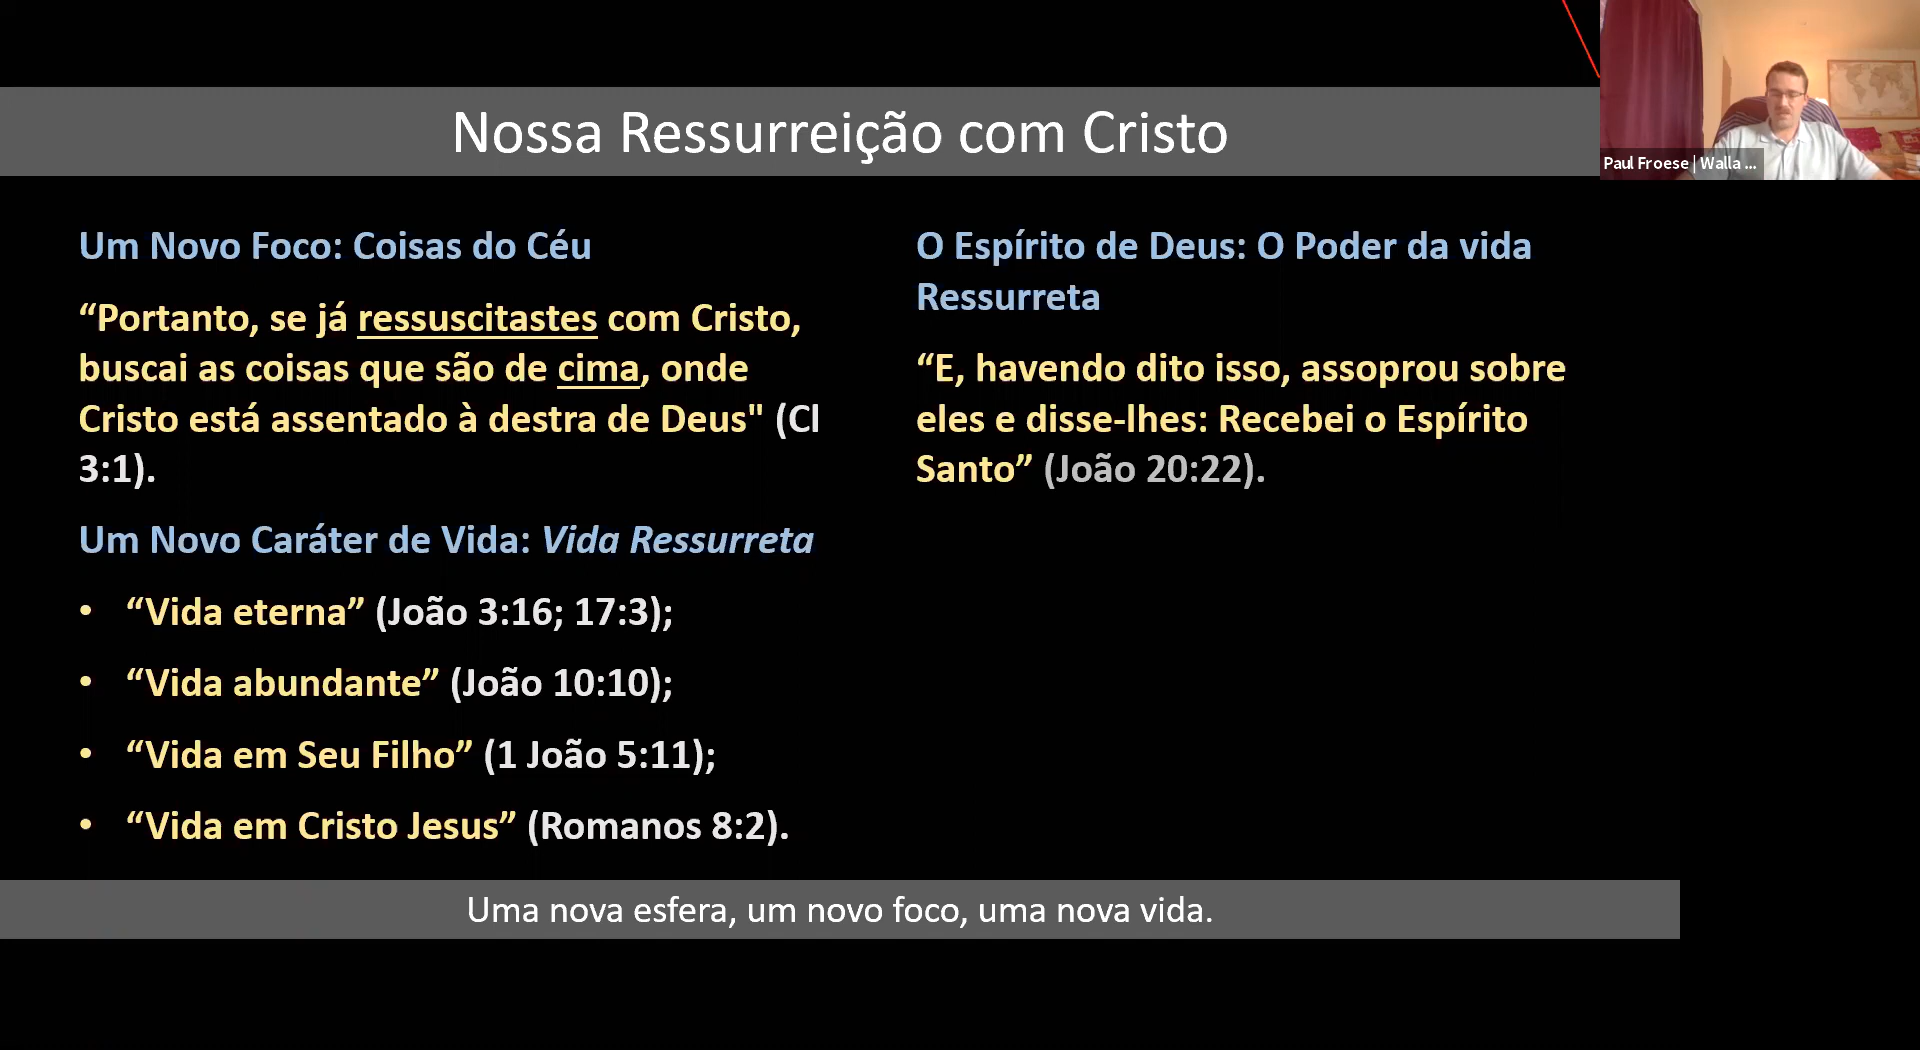 Nossa Ressurreição com Cristo
Paul Froese | Walla ...
Um Novo Foco: Coisas do Céu
“Portanto, se já ressuscitastes com Cristo,
buscai as coisas que são de cima, onde
Cristo está assentado à destra de Deus" (Cl
3:1).
Um Novo Caráter de Vida: Vida Ressurreta
• “Vida eterna” (João 3:16; 17:3);
• “Vida abundante” (João 10:10);
• “Vida em Seu Filho” (1 João 5:11);
• “Vida em Cristo Jesus” (Romanos 8:2).
O Espírito de Deus: O Poder da vida
Ressurreta
“E, havendo dito isso, assoprou sobre
eles e disse-lhes: Recebei o Espírito
Santo” (João 20:22).
Uma nova esfera, um novo foco, uma nova vida.